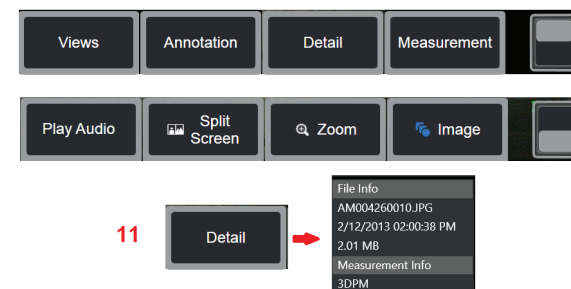 Views Annotation Detail Measurement
Play Audio Split Screen Zoom Image
11 Detail
File Info
AM004260010.JPG
2/12/2013 02:00:38 PM
2.01 MB
Measurement Info
3DPM